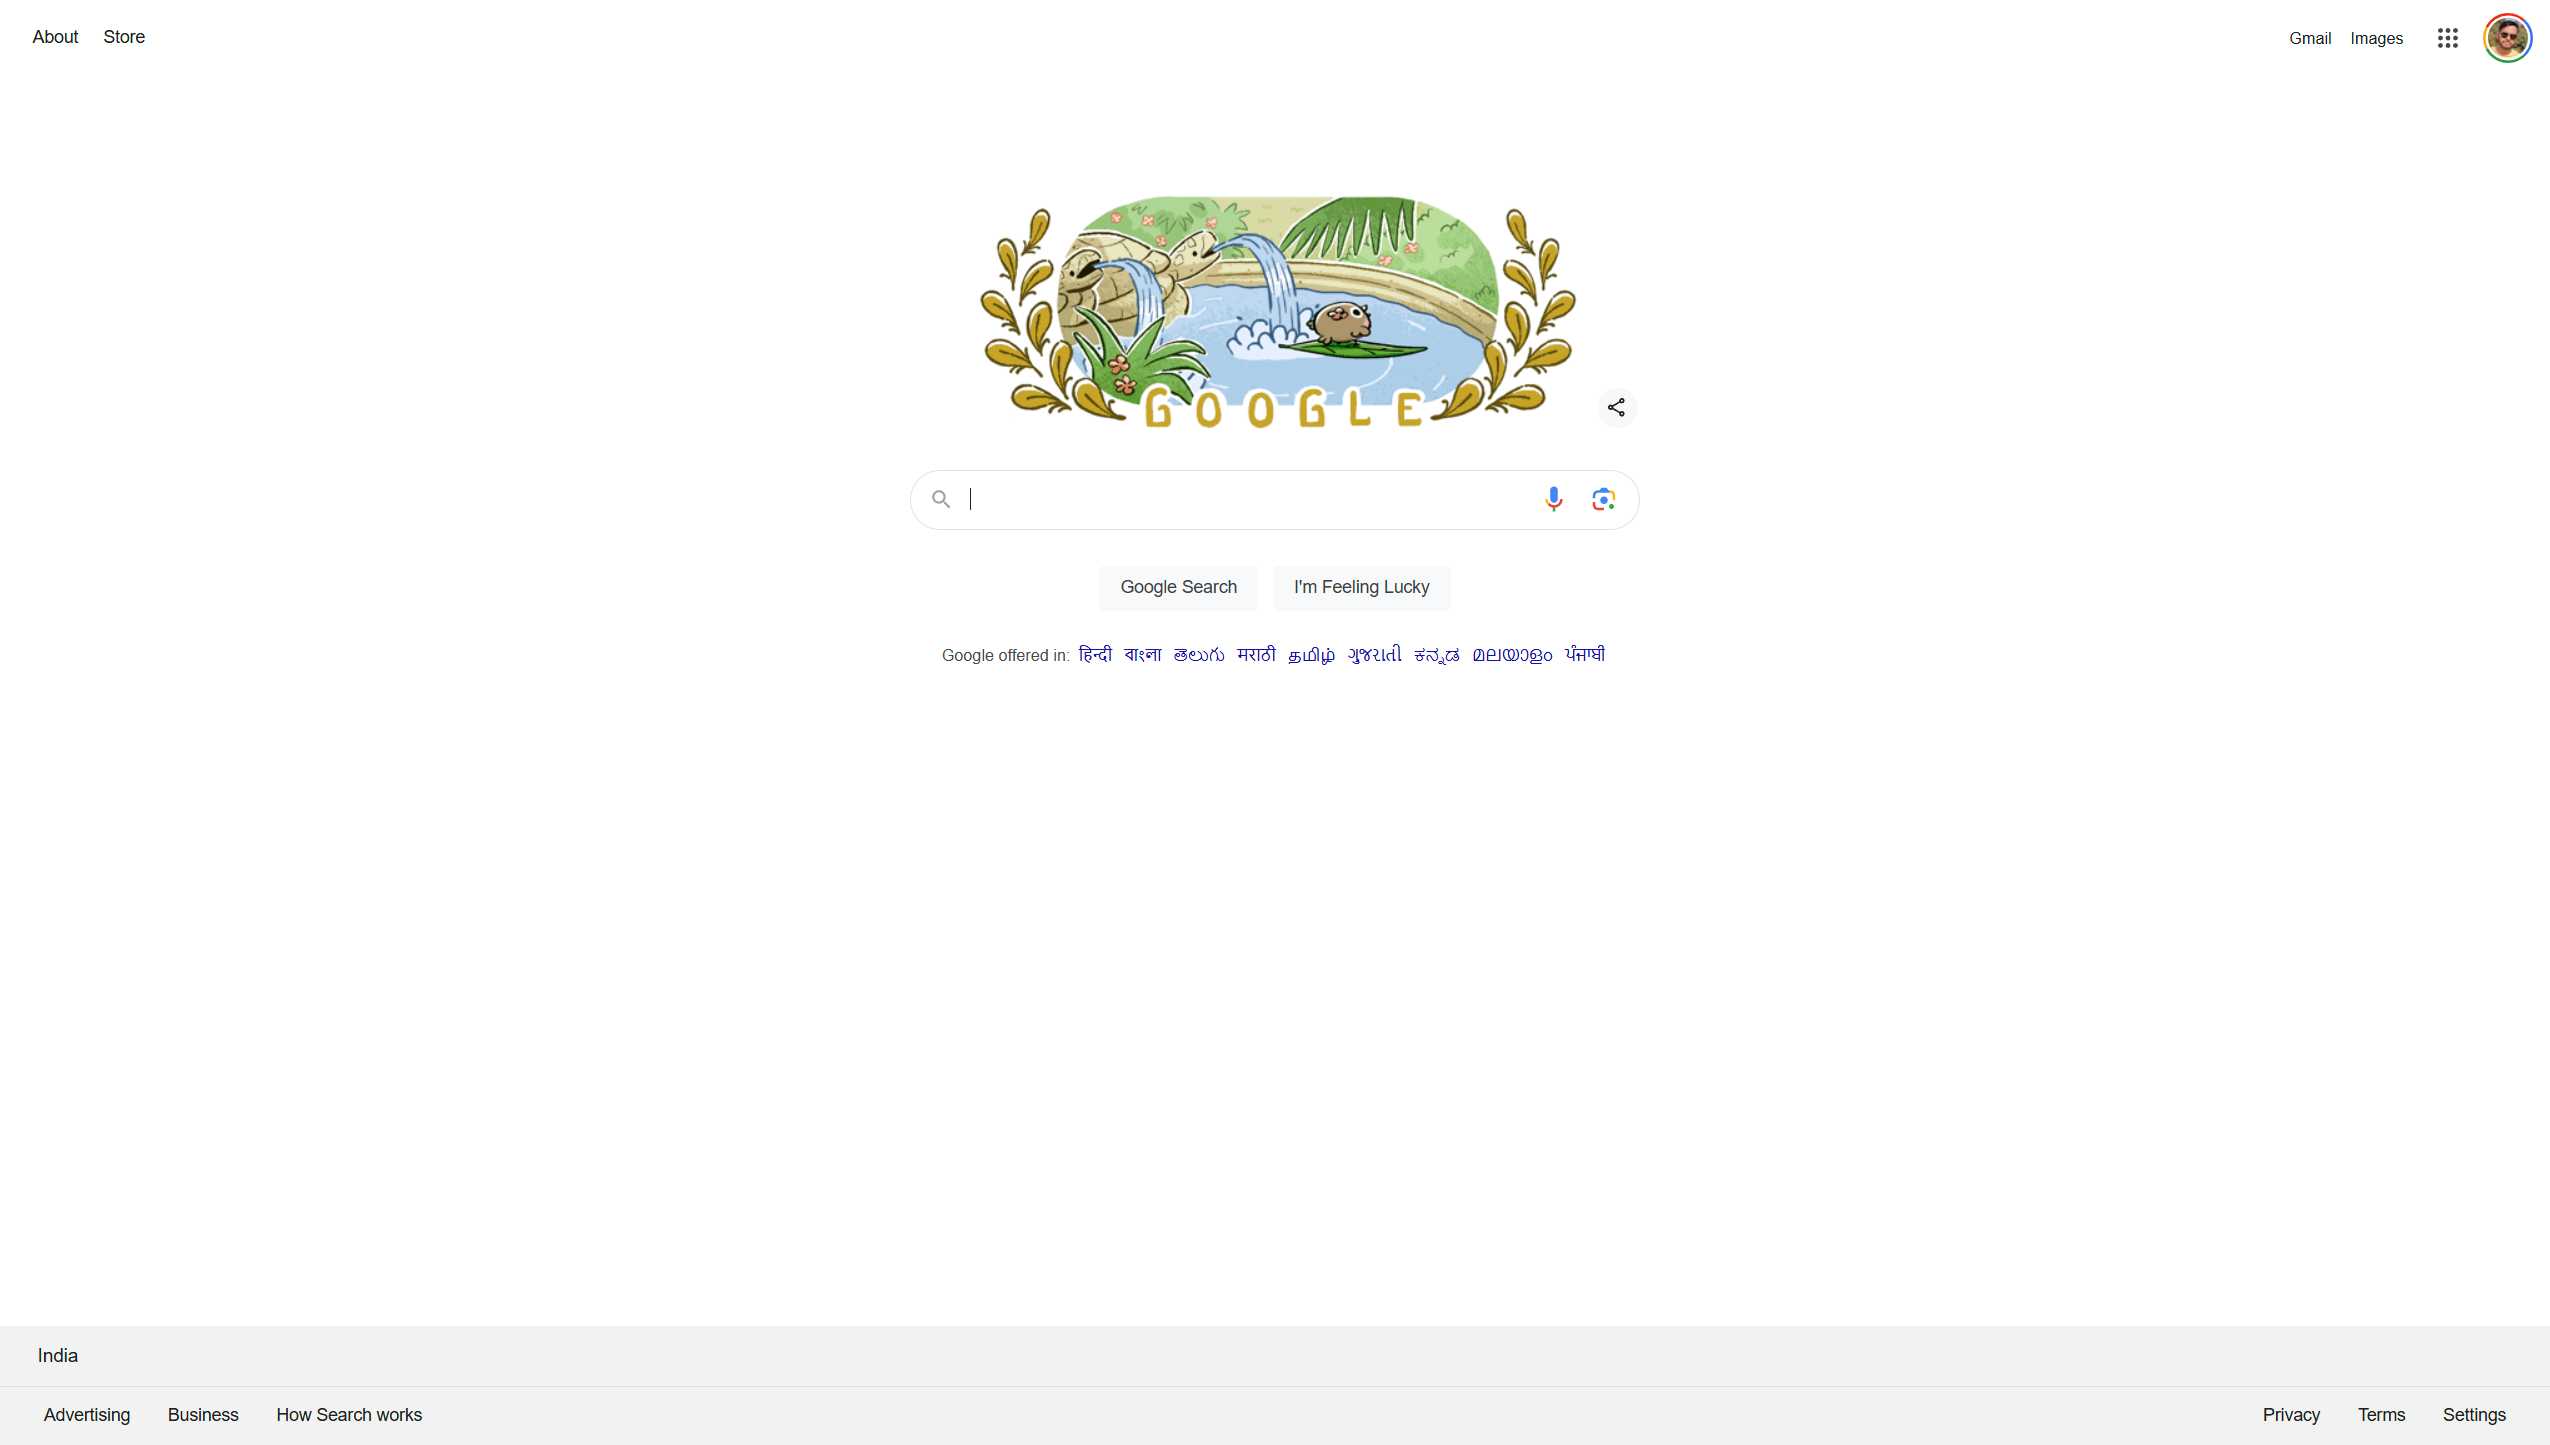 About Store
Gmail Images
GOOGLE
Google Search I'm Feeling Lucky
Google offered in: हिन्दी বাংলা తెలుగు मराठी தமிழ் ગુજરાતી ಕನ್ನಡ മലയാളം ਪੰਜਾਬੀ
India
Advertising Business How Search works
Privacy Terms Settings